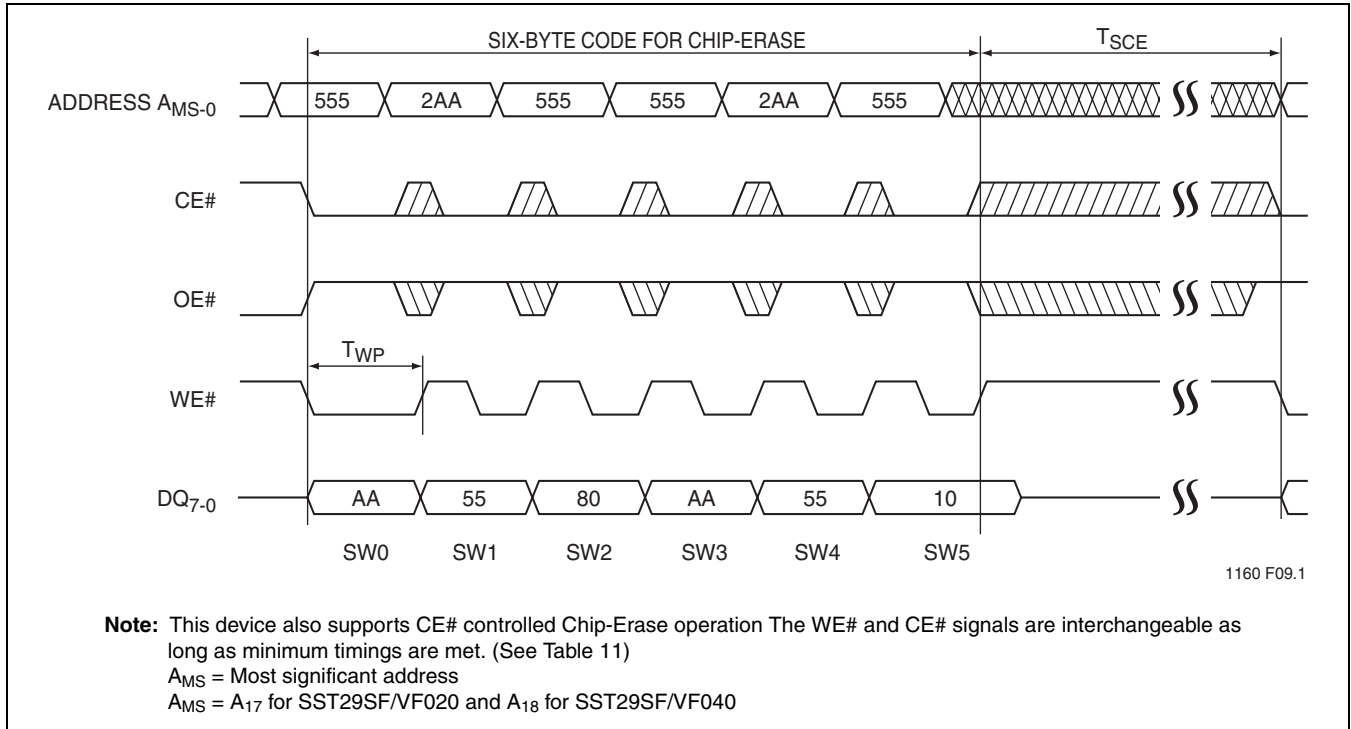 SIX-BYTE CODE FOR CHIP-ERASE
TSCE
ADDRESS AMS-0
555 2AA 555 555 2AA 555
CE#
OE#
TWP
WE#
DQ7-0
AA 55 80 AA 55 10
SW0 SW1 SW2 SW3 SW4 SW5
1160 F09.1
Note: This device also supports CE# controlled Chip-Erase operation The WE# and CE# signals are interchangeable as
long as minimum timings are met. (See Table 11)
AMS = Most significant address
AMS = A17 for SST29SF/VF020 and A18 for SST29SF/VF040